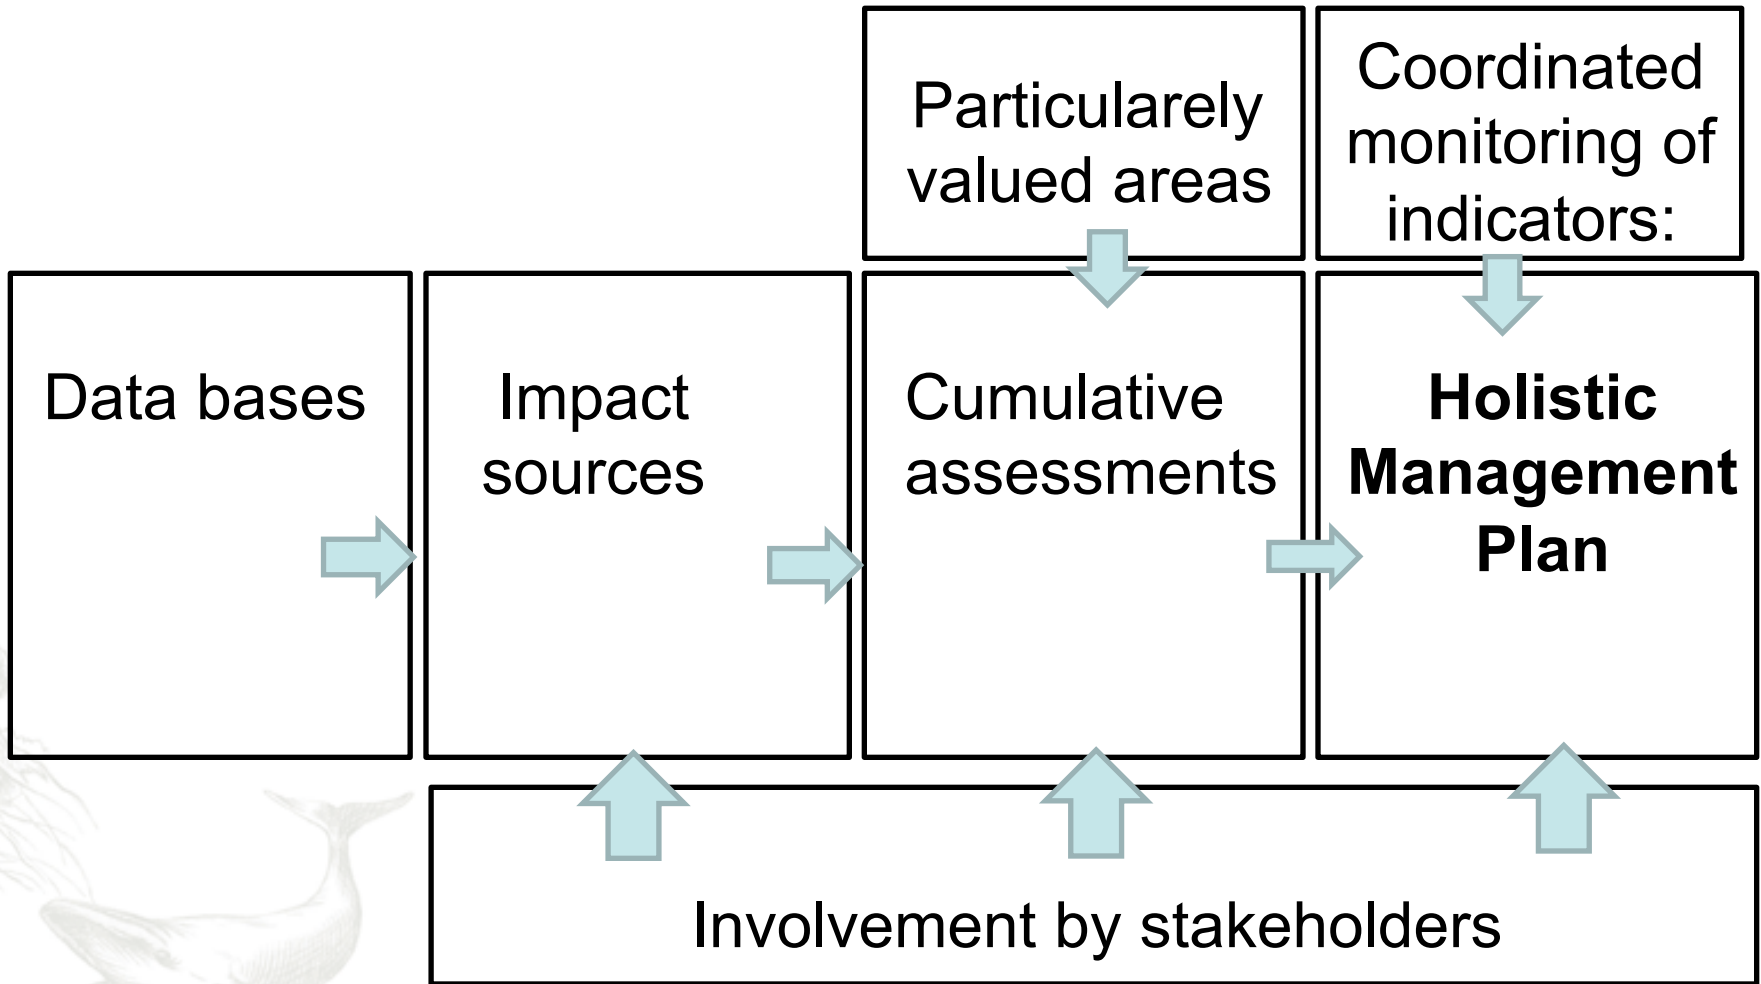 Particularely
valued areas
Coordinated
monitoring of
indicators:
Data bases
Impact
sources
Cumulative
assessments
Holistic
Management
Plan
Involvement by stakeholders